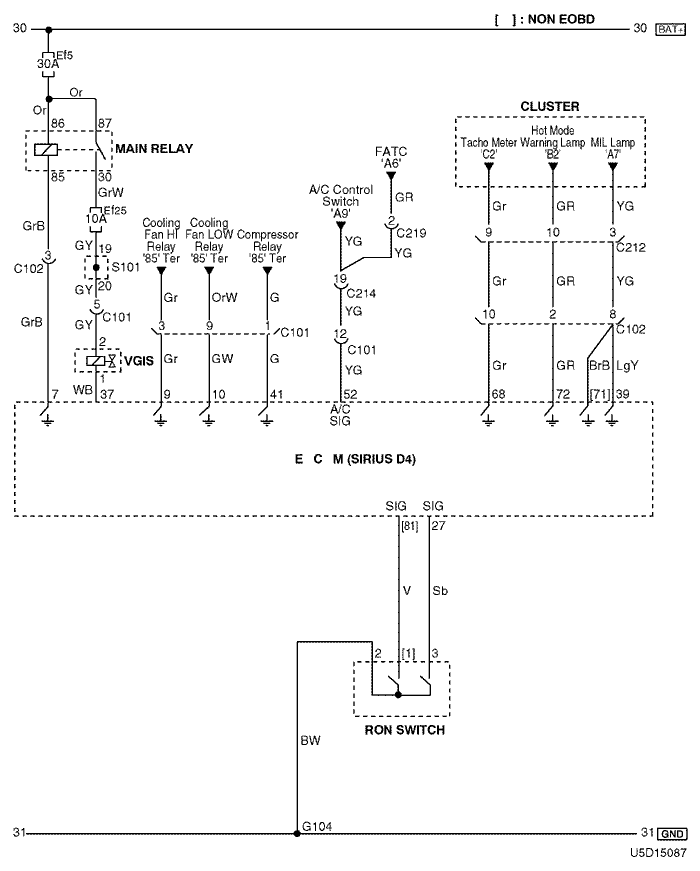 [ ] : NON EOBD
30 30 BAT+
Ef5
30A
Or
Or
86 87
MAIN RELAY
85 30
GrW
Ef25
10A
GrB
GY 19
3
C102
S101
20
GY
5
C101
GrB
GY
2
VGIS
1
WB
7 37
Cooling Fan HI Relay '85' Ter
Cooling Fan LOW Relay '85' Ter
Compressor Relay '85' Ter
Gr OrW G
3 9 1 C101
Gr GW G
9 10 41
FATC 'A6'
GR
A/C Control Switch 'A9'
2
C219
YG
YG
19
C214
YG
12
C101
YG
52
A/C SIG
CLUSTER
Tacho Meter 'C2'
Hot Mode Warning Lamp 'B2'
MIL Lamp 'A7'
Gr GR YG
9 10 3
C212
Gr GR YG
10 2 8
C102
Gr GR BrB LgY
68 72 [71] 39
E C M (SIRIUS D4)
SIG SIG
[81] 27
V Sb
2 [1] 3
RON SWITCH
BW
G104
31 31 GND
U5D15087